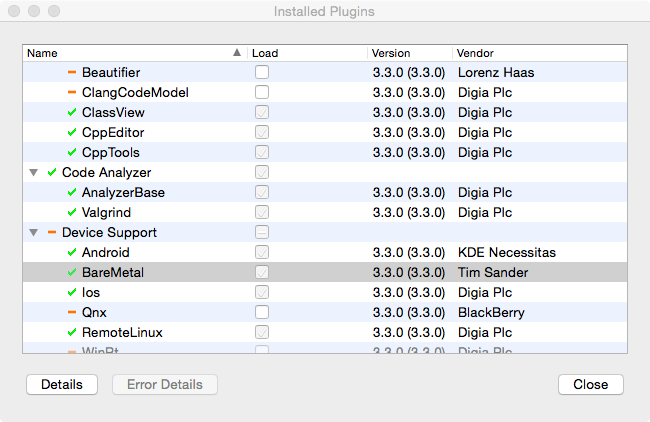 Installed Plugins
Name Load Version Vendor
Beautifier 3.3.0 (3.3.0) Lorenz Haas
ClangCodeModel 3.3.0 (3.3.0) Digia Plc
ClassView 3.3.0 (3.3.0) Digia Plc
CppEditor 3.3.0 (3.3.0) Digia Plc
CppTools 3.3.0 (3.3.0) Digia Plc
Code Analyzer
AnalyzerBase 3.3.0 (3.3.0) Digia Plc
Valgrind 3.3.0 (3.3.0) Digia Plc
Device Support
Android 3.3.0 (3.3.0) KDE Necessitas
BareMetal 3.3.0 (3.3.0) Tim Sander
Ios 3.3.0 (3.3.0) Digia Plc
Qnx 3.3.0 (3.3.0) BlackBerry
RemoteLinux 3.3.0 (3.3.0) Digia Plc
WinRt 3.3.0 (3.3.0) Digia Plc
Details Error Details Close